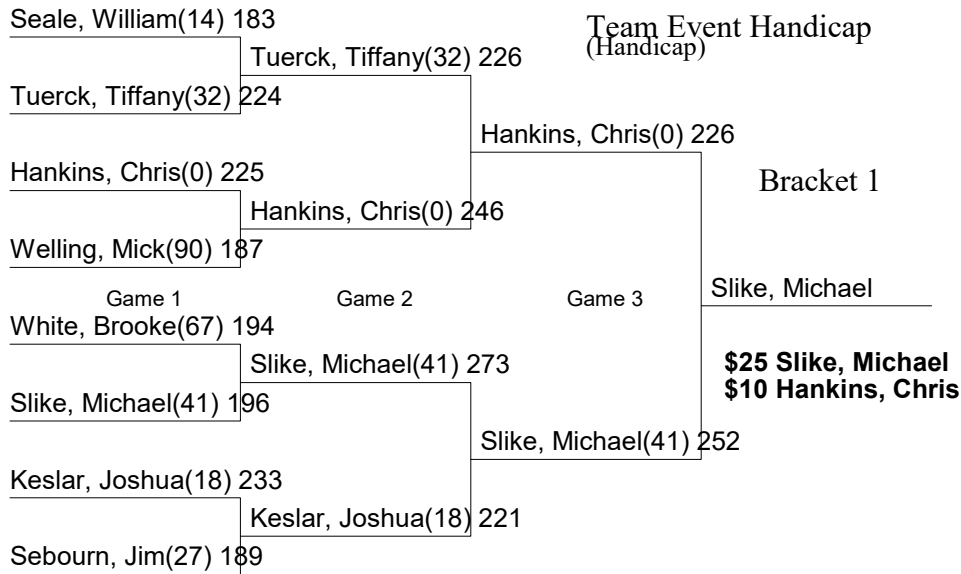 Seale, William(14) 183
Team Event Handicap
(Handicap)
Tuerck, Tiffany(32) 226
Tuerck, Tiffany(32) 224
Hankins, Chris(0) 226
Hankins, Chris(0) 225
Bracket 1
Hankins, Chris(0) 246
Welling, Mick(90) 187
Game 1
Game 2
Game 3
Slike, Michael
White, Brooke(67) 194
Slike, Michael(41) 273
$25 Slike, Michael
$10 Hankins, Chris
Slike, Michael(41) 196
Slike, Michael(41) 252
Keslar, Joshua(18) 233
Keslar, Joshua(18) 221
Sebourn, Jim(27) 189